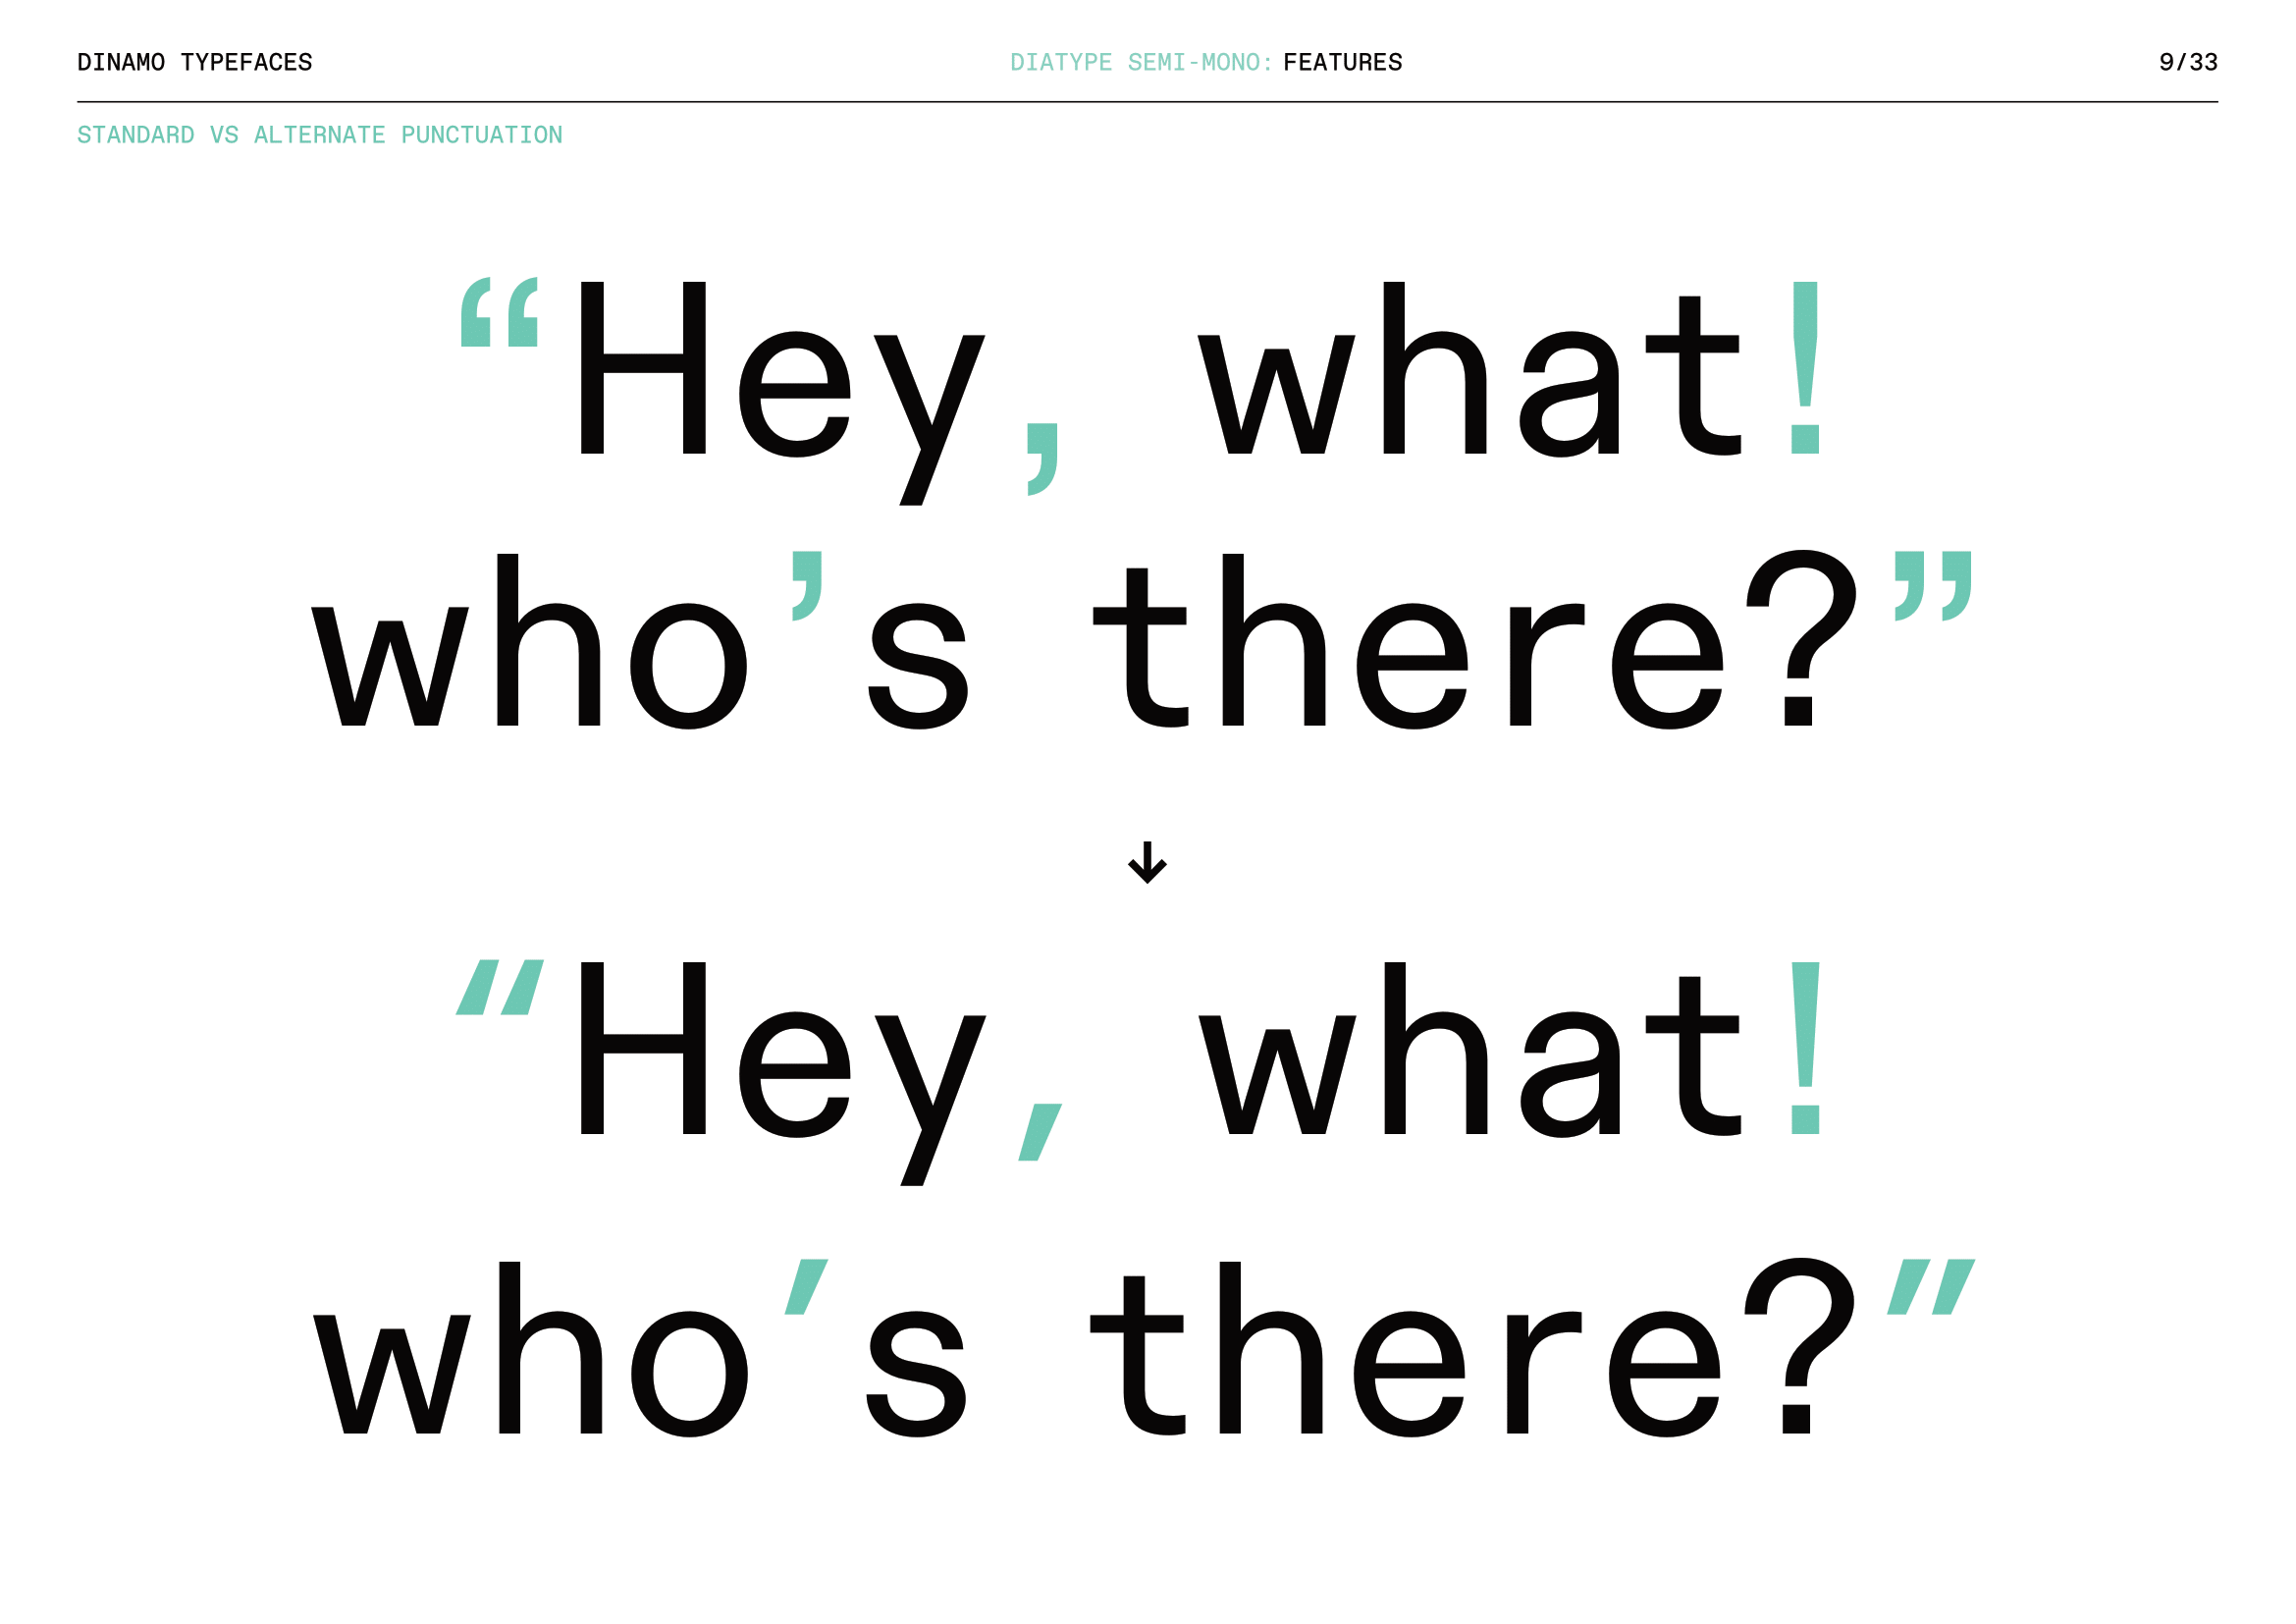 DINAMO TYPEFACES
DIATYPE SEMI-MONO: FEATURES
9/33
STANDARD VS ALTERNATE PUNCTUATION
“Hey, what!
who’s there?”
↓
“Hey, what!
who’s there?”